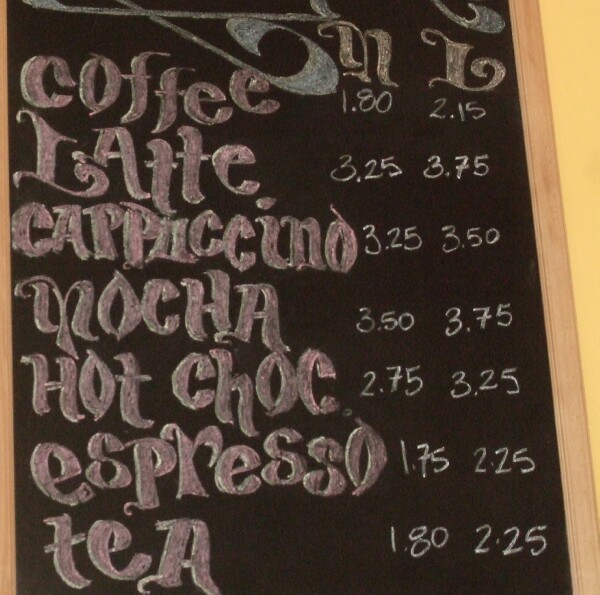 M L
Coffee 1.80 2.15
Latte 3.25 3.75
Cappuccino 3.25 3.50
Mocha 3.50 3.75
Hot Choc. 2.75 3.25
espresso 1.75 2.25
teA 1.80 2.25